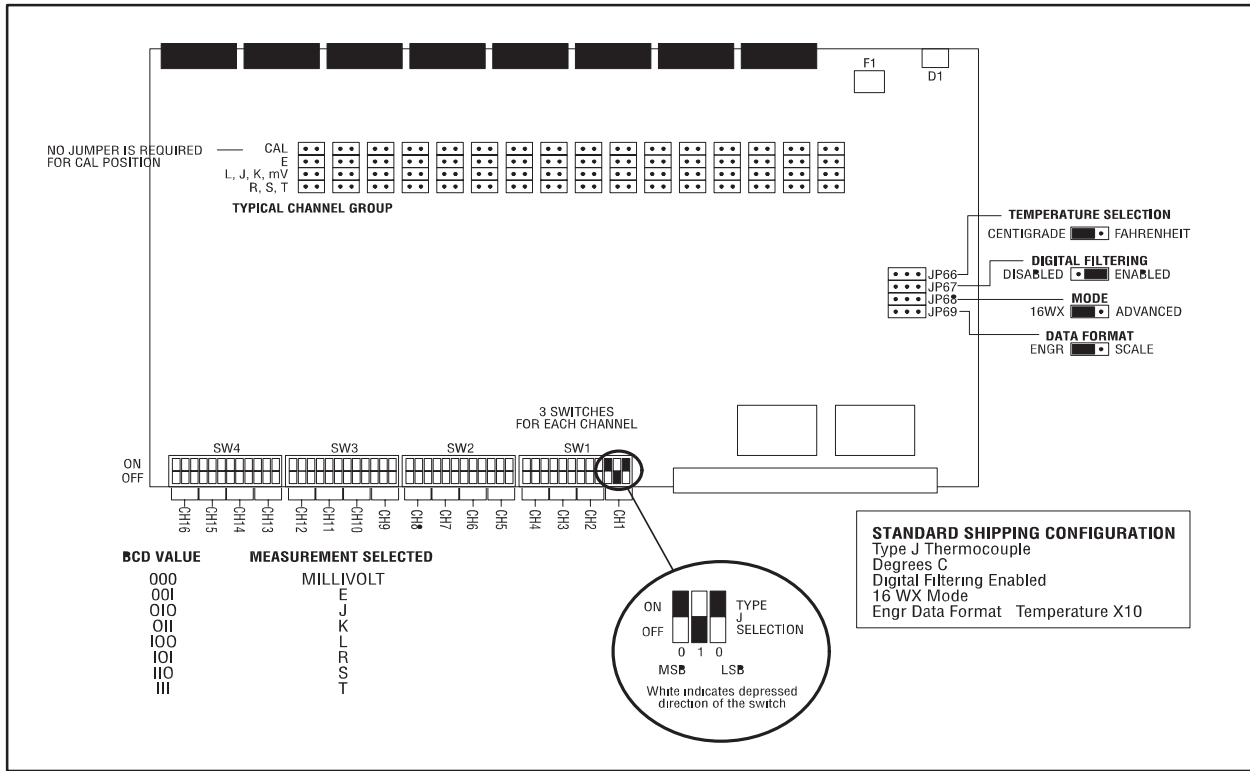 F1
D1
NO JUMPER IS REQUIRED
FOR CAL POSITION
CAL
E
L, J, K, mV
R, S, T
TYPICAL CHANNEL GROUP
TEMPERATURE SELECTION
CENTIGRADE FAHRENHEIT
DIGITAL FILTERING
DISABLED ENABLED
MODE
16WX ADVANCED
DATA FORMAT
ENGR SCALE
JP66
JP67
JP68
JP69
3 SWITCHES
FOR EACH CHANNEL
SW4 SW3 SW2 SW1
ON
OFF
CH16 CH15 CH14 CH13 CH12 CH11 CH10 CH9 CH8 CH7 CH6 CH5 CH4 CH3 CH2 CH1
BCD VALUE MEASUREMENT SELECTED
000 MILLIVOLT
001 E
010 J
011 K
100 L
101 R
110 S
111 T
ON TYPE
J
OFF SELECTION
0 1 0
MSB LSB
White indicates depressed
direction of the switch
STANDARD SHIPPING CONFIGURATION
Type J Thermocouple
Degrees C
Digital Filtering Enabled
16 WX Mode
Engr Data Format Temperature X10